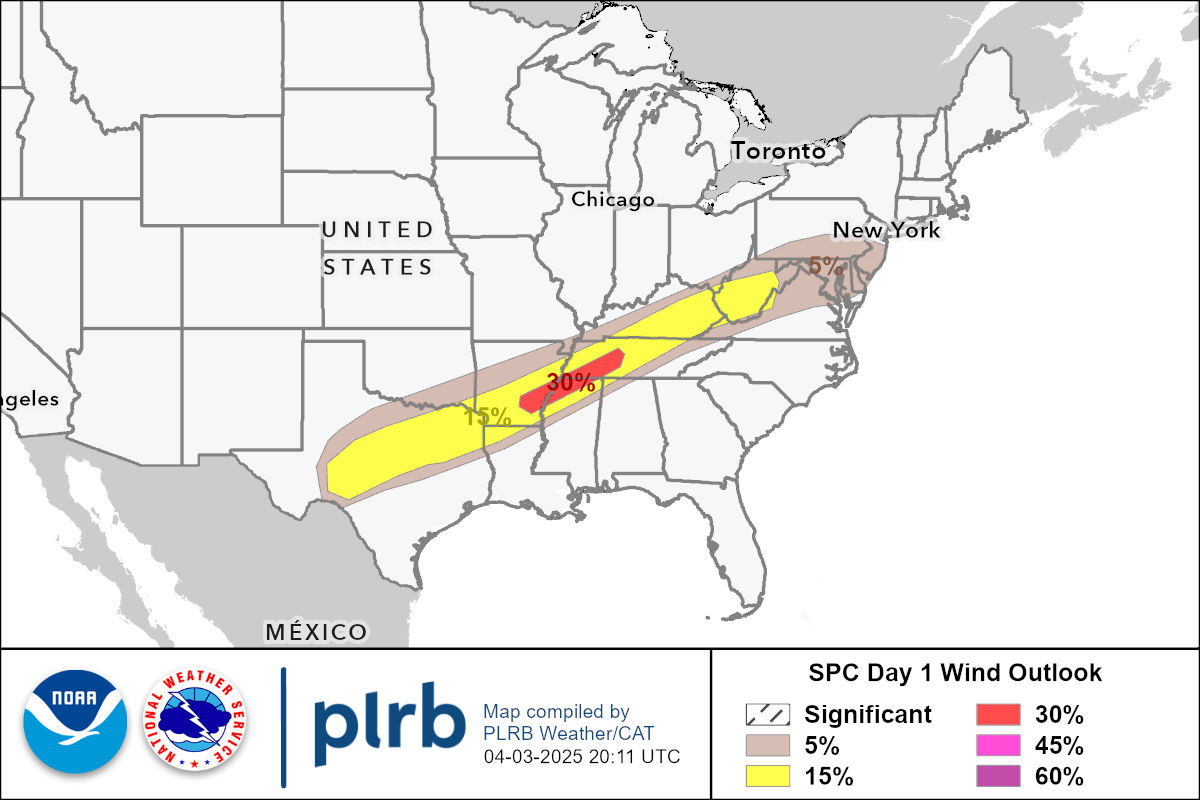 Toronto
Chicago
UNITED
STATES
New York
5%
ngeles
30%
15%
MÉXICO
NOAA
NATIONAL WEATHER SERVICE
plrb
Map compiled by
PLRB Weather/CAT
04-03-2025 20:11 UTC
SPC Day 1 Wind Outlook
Significant
5%
15%
30%
45%
60%